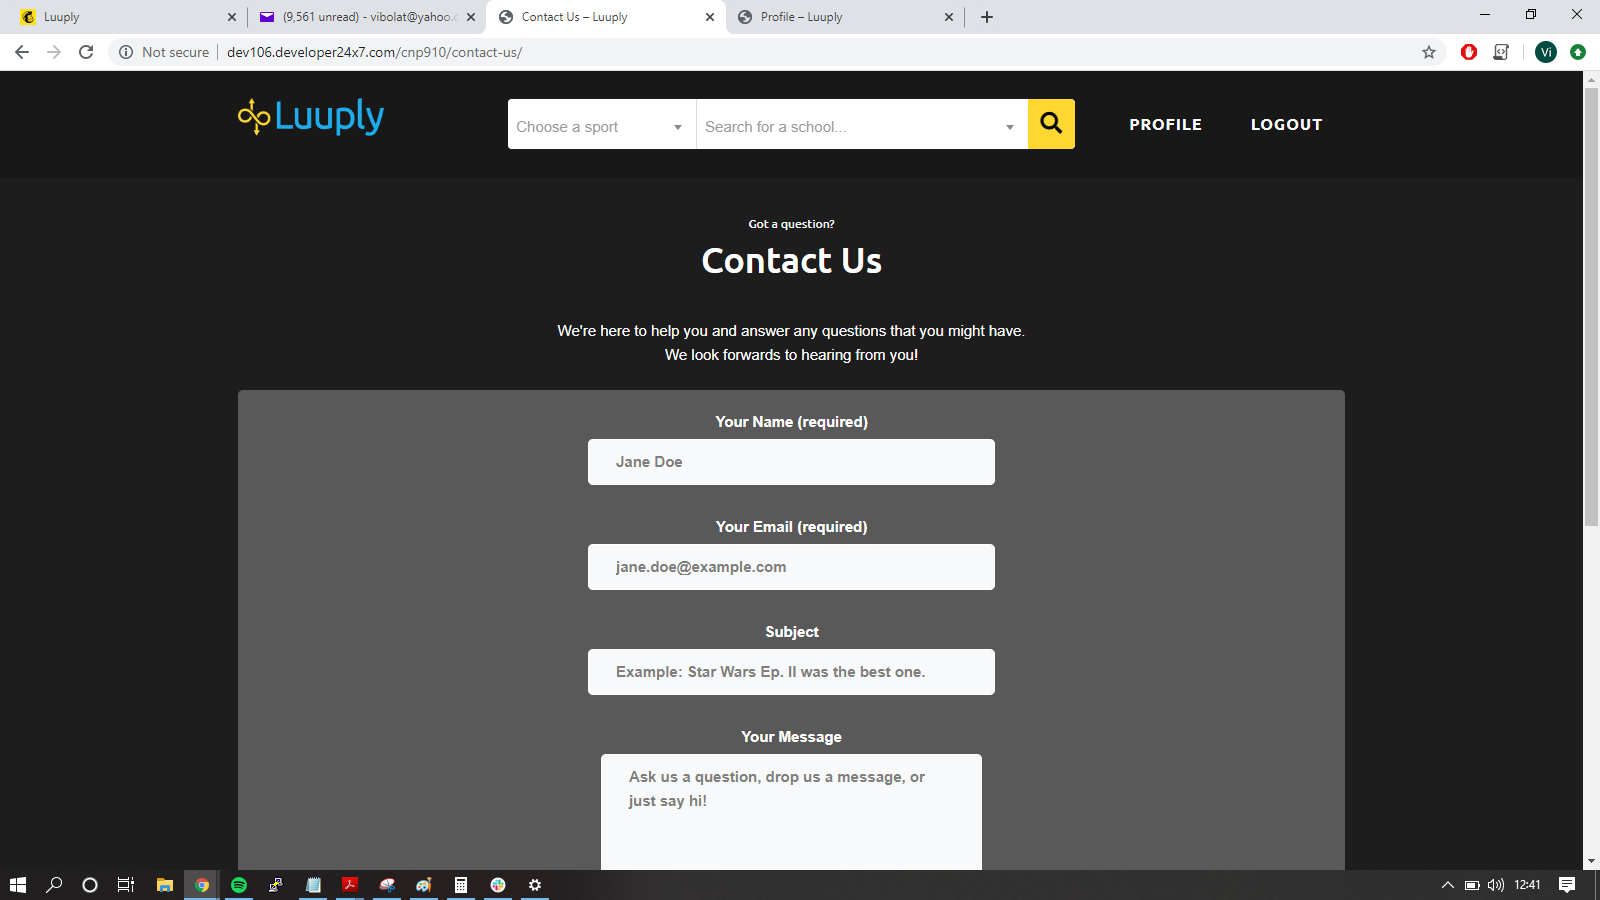 Luuply
(9,561 unread) - vibolat@yahoo.c
Contact Us – Luuply
Profile – Luuply
Not secure
dev106.developer24x7.com/cnp910/contact-us/
Vi
Luuply
Choose a sport
Search for a school...
PROFILE
LOGOUT
Got a question?
Contact Us
We're here to help you and answer any questions that you might have.
We look forwards to hearing from you!
Your Name (required)
Jane Doe
Your Email (required)
jane.doe@example.com
Subject
Example: Star Wars Ep. II was the best one.
Your Message
Ask us a question, drop us a message, or
just say hi!
12:41